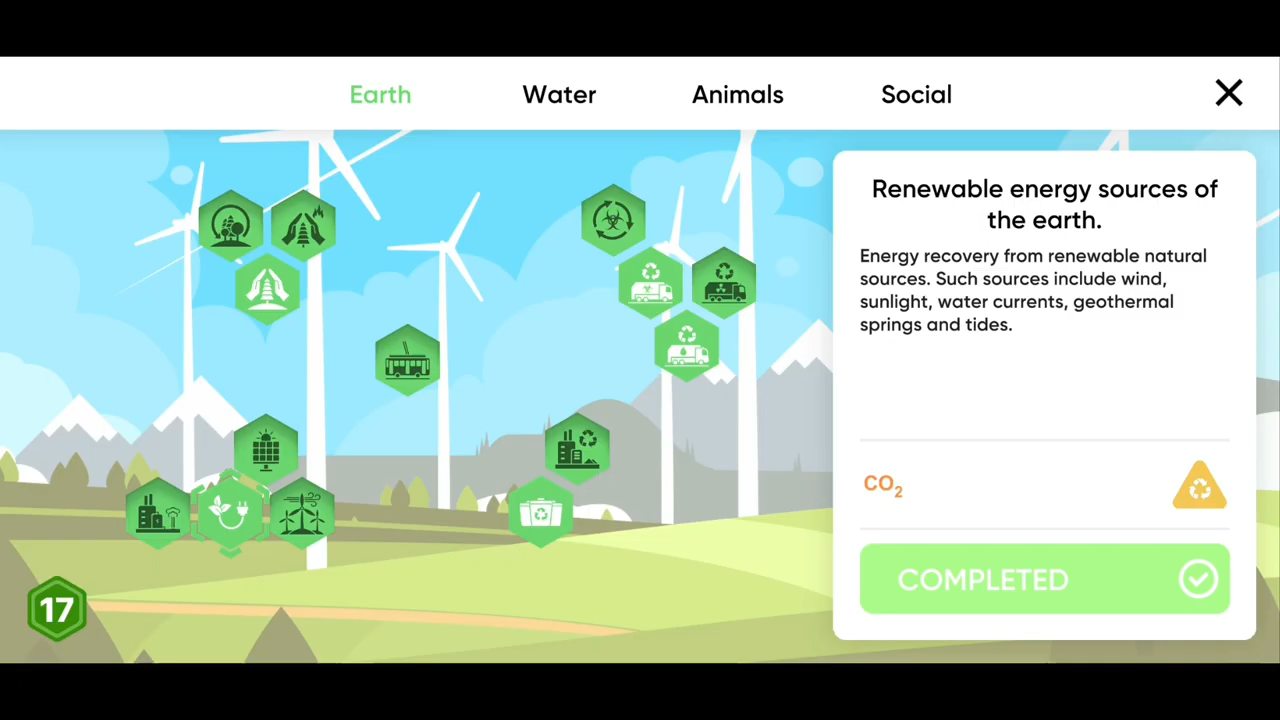 Earth Water Animals Social
Renewable energy sources of
the earth.
Energy recovery from renewable natural
sources. Such sources include wind,
sunlight, water currents, geothermal
springs and tides.
CO₂
COMPLETED
17